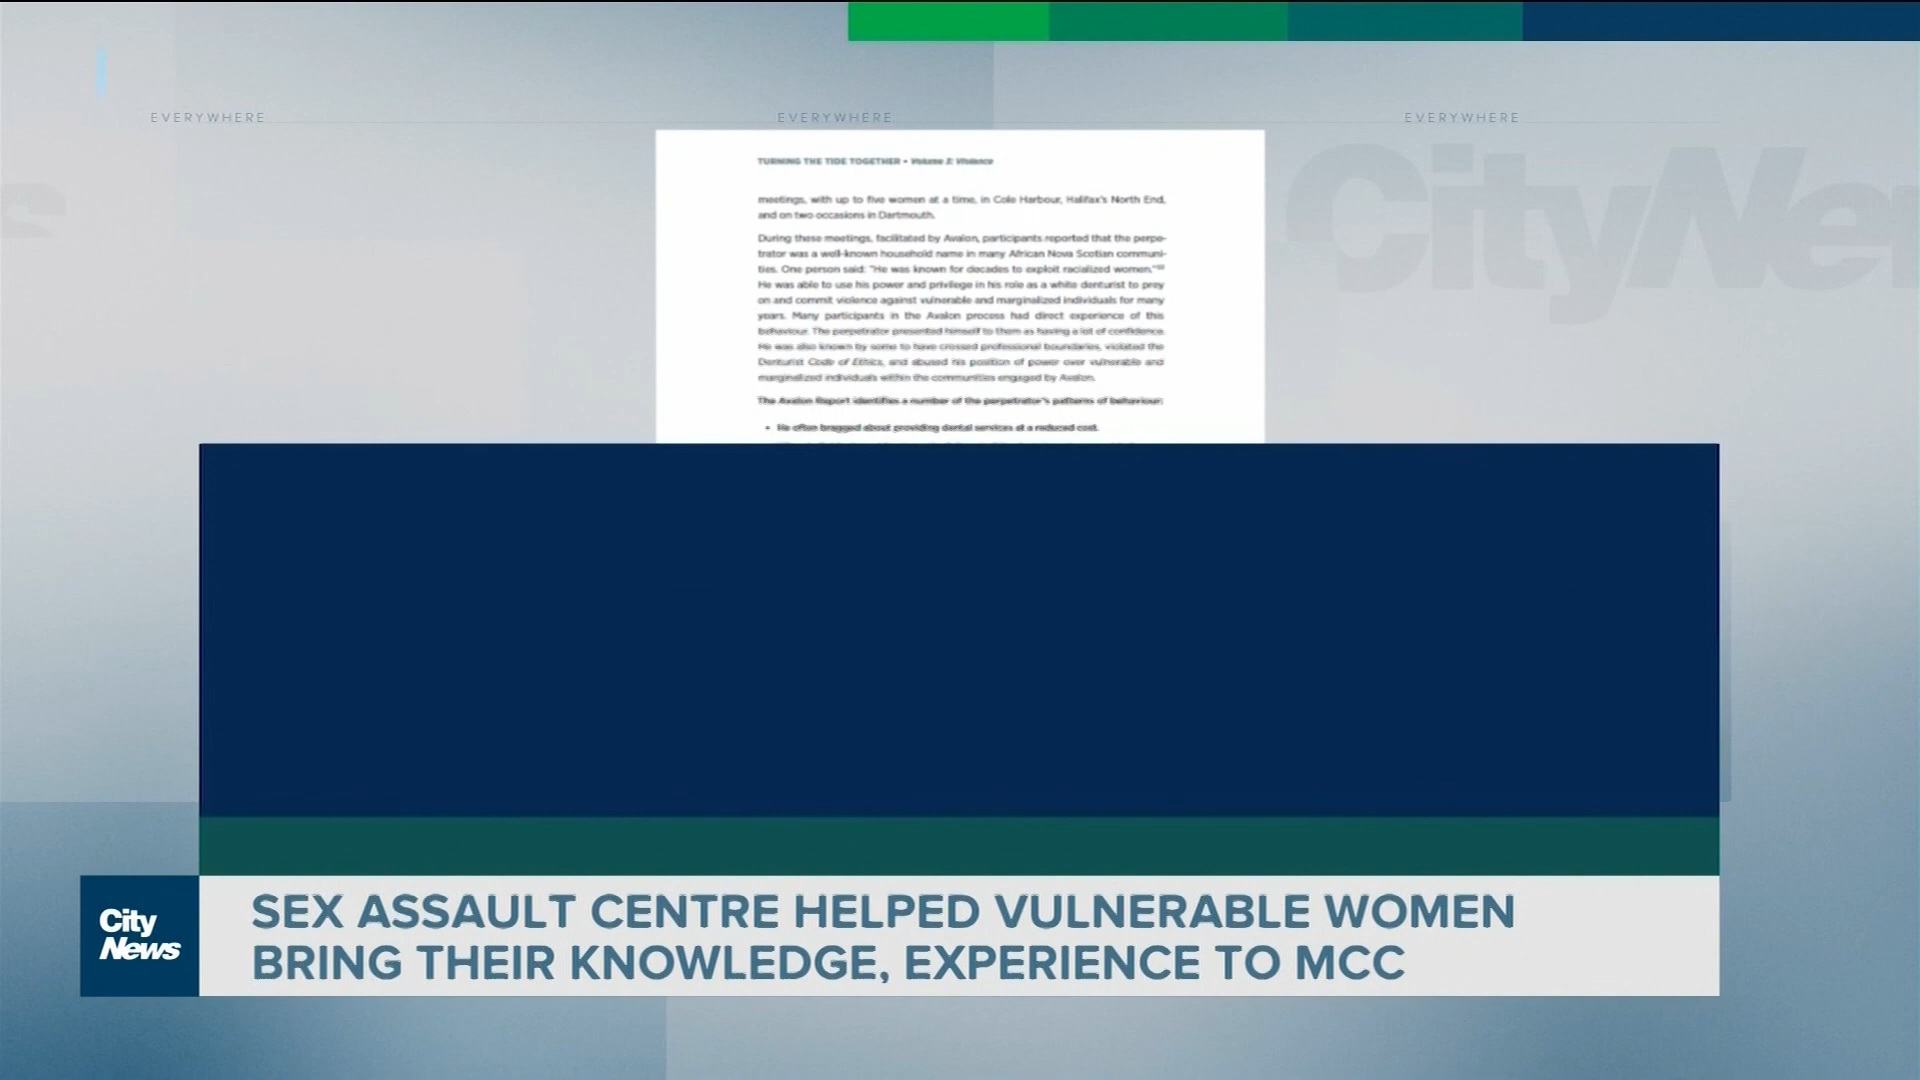 EVERYWHERE EVERYWHERE EVERYWHERE
CityNe
s
TURNING THE TIDE TOGETHER • Volume 3: Violence
meetings, with up to five women at a time, in Cole Harbour, Halifax's North End,
and on two occasions in Dartmouth.
During these meetings, facilitated by Avalon, participants reported that the perpe-
trator was a well-known household name in many African Nova Scotian communi-
ties. One person said: "He was known for decades to exploit racialized women."
He was able to use his power and privilege in his role as a white denturist to prey
on and commit violence against vulnerable and marginalized individuals for many
years. Many participants in the Avalon process had direct experience of this
behaviour. The perpetrator presented himself to them as having a lot of confidence.
He was also known by some to have crossed professional boundaries, violated the
Denturist Code of Ethics, and abused his position of power over vulnerable and
marginalized individuals within the communities engaged by Avalon.
The Avalon Report identifies a number of the perpetrator's patterns of behaviour:
• He often bragged about providing dental services at a reduced cost.
City
News
SEX ASSAULT CENTRE HELPED VULNERABLE WOMEN
BRING THEIR KNOWLEDGE, EXPERIENCE TO MCC